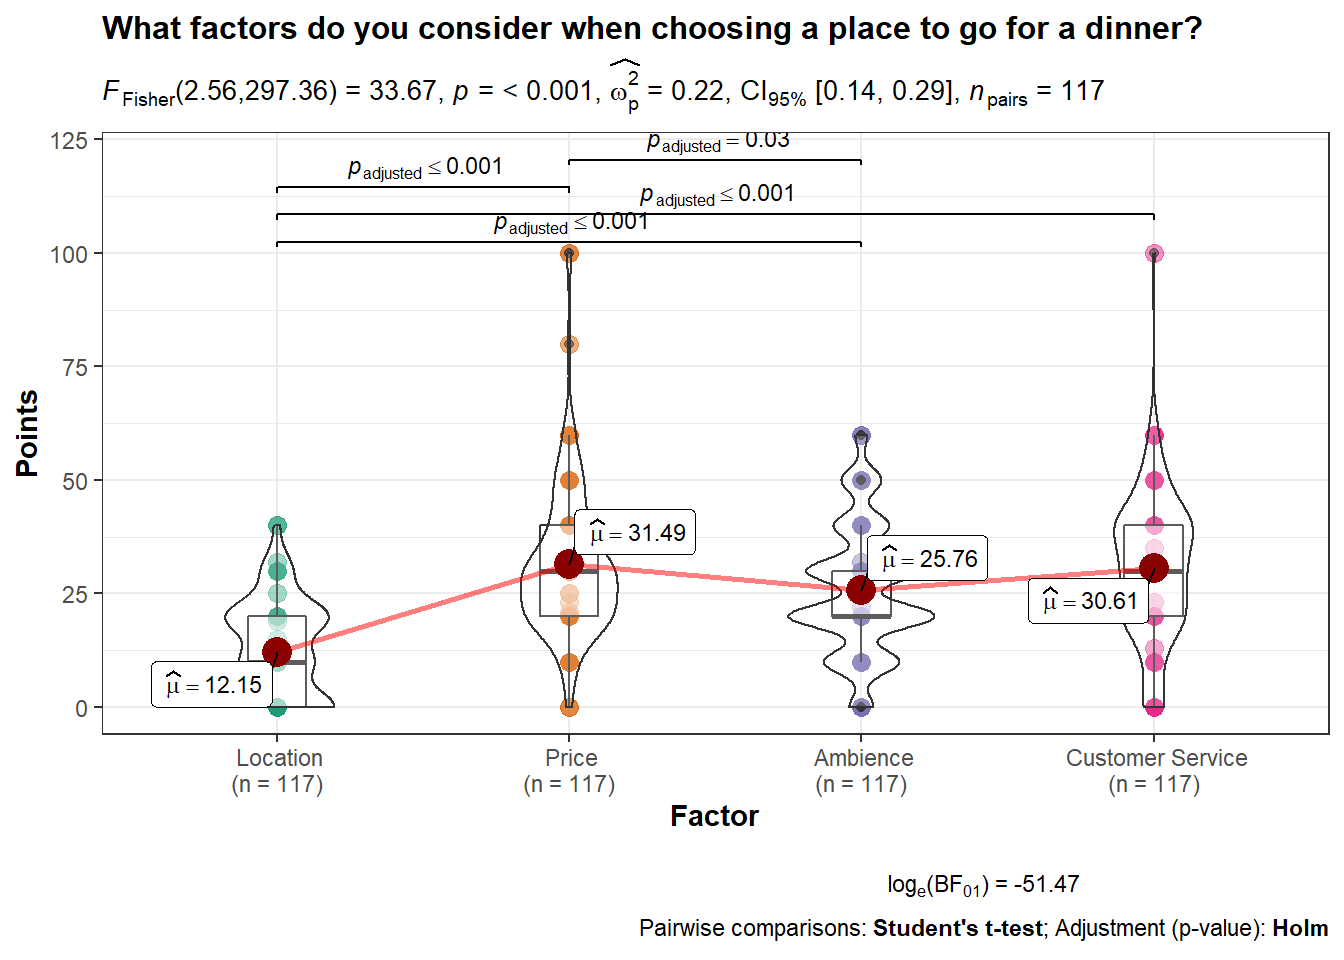 What factors do you consider when choosing a place to go for a dinner?
F Fisher(2.56,297.36) = 33.67, p = < 0.001, ω̂²p = 0.22, CI95% [0.14, 0.29], npairs = 117
Points
125
100
75
50
25
0
padjusted = 0.03
padjusted ≤ 0.001
padjusted ≤ 0.001
padjusted ≤ 0.001
μ̂ = 12.15
μ̂ = 31.49
μ̂ = 25.76
μ̂ = 30.61
Location
(n = 117)
Price
(n = 117)
Ambience
(n = 117)
Customer Service
(n = 117)
Factor
loge(BF01) = -51.47
Pairwise comparisons: Student's t-test; Adjustment (p-value): Holm